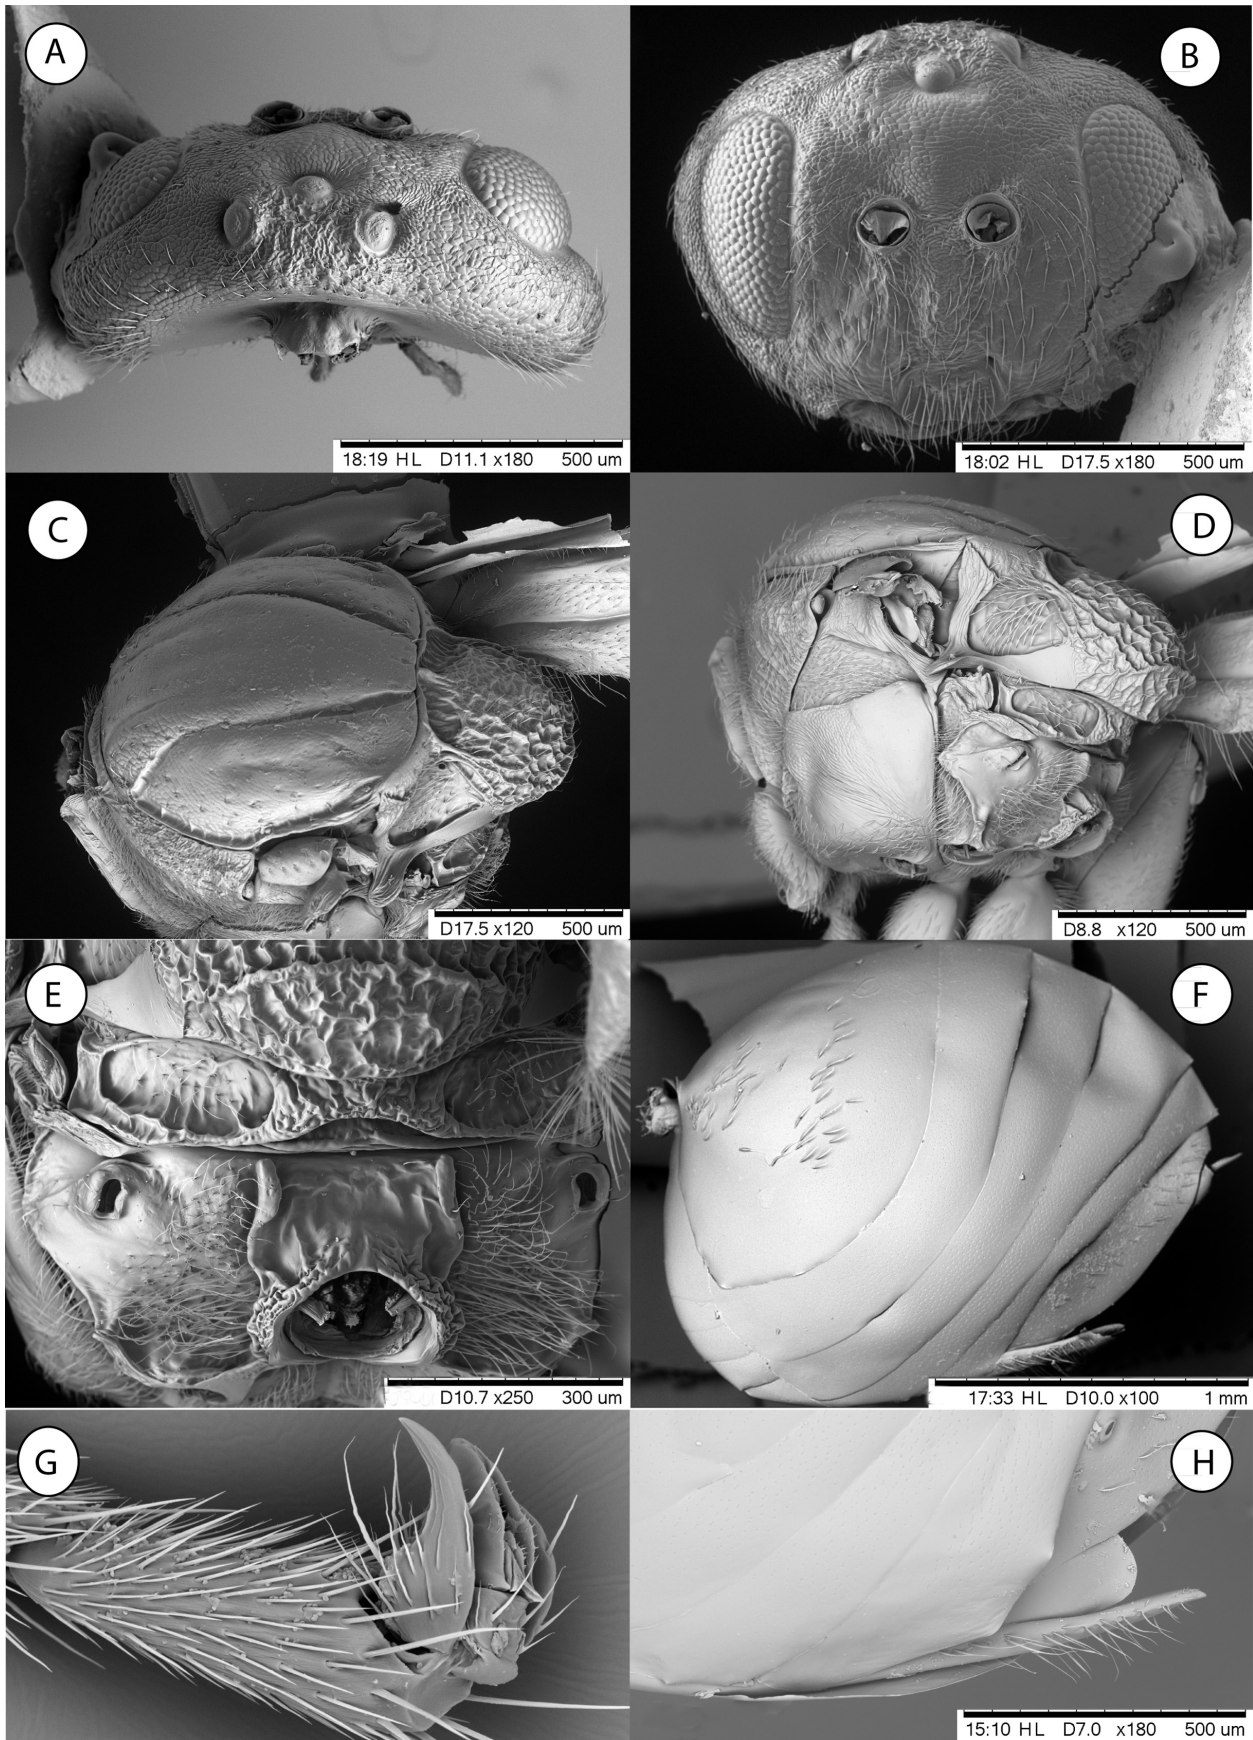 A
18:19 HL D11.1 x180 500 um
B
18:02 HL D17.5 x180 500 um
C
D17.5 x120 500 um
D
D8.8 x120 500 um
E
D10.7 x250 300 um
F
17:33 HL D10.0 x100 1 mm
G
H
15:10 HL D7.0 x180 500 um